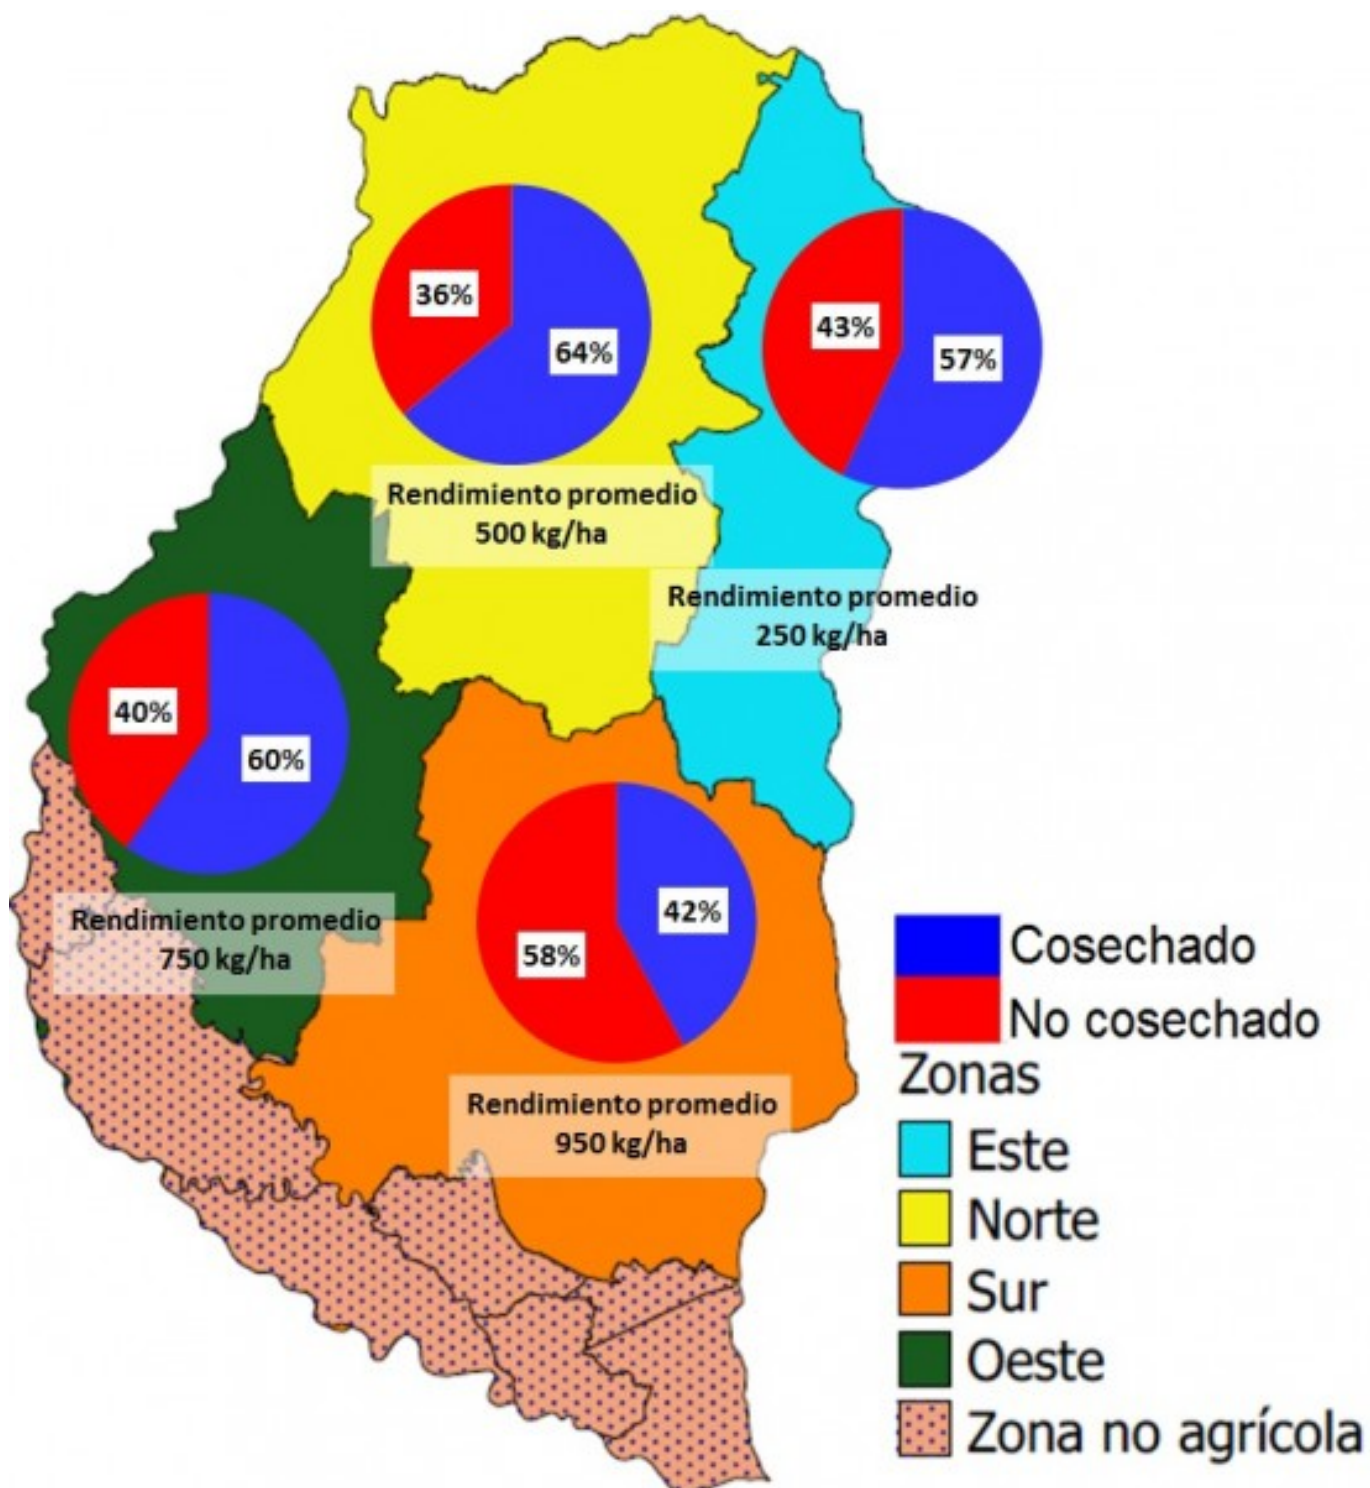 36%
64%
43%
57%
Rendimiento promedio
500 kg/ha
Rendimiento promedio
250 kg/ha
40%
60%
Rendimiento promedio
750 kg/ha
42%
58%
Rendimiento promedio
950 kg/ha
Cosechado
No cosechado
Zonas
Este
Norte
Sur
Oeste
Zona no agrícola